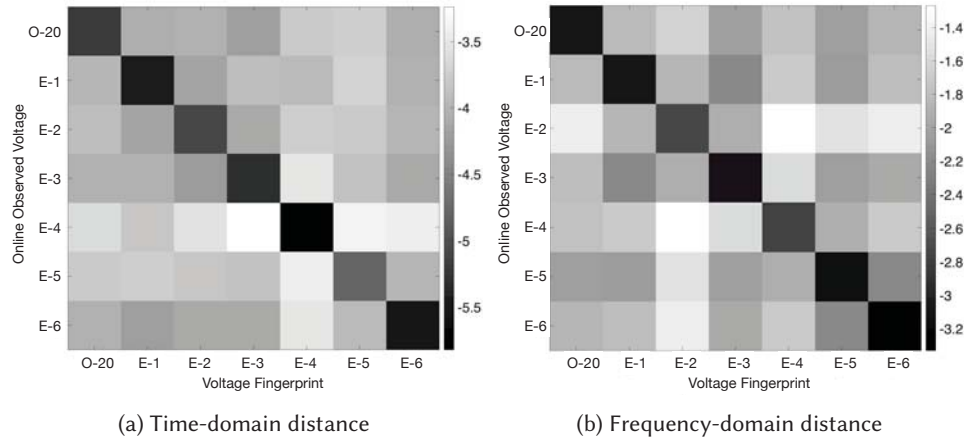 O-20
E-1
E-2
E-3
E-4
E-5
E-6
Online Observed Voltage
O-20 E-1 E-2 E-3 E-4 E-5 E-6
Voltage Fingerprint
-3.5
-4
-4.5
-5
-5.5
(a) Time-domain distance
O-20
E-1
E-2
E-3
E-4
E-5
E-6
Online Observed Voltage
O-20 E-1 E-2 E-3 E-4 E-5 E-6
Voltage Fingerprint
-1.4
-1.6
-1.8
-2
-2.2
-2.4
-2.6
-2.8
-3
-3.2
(b) Frequency-domain distance